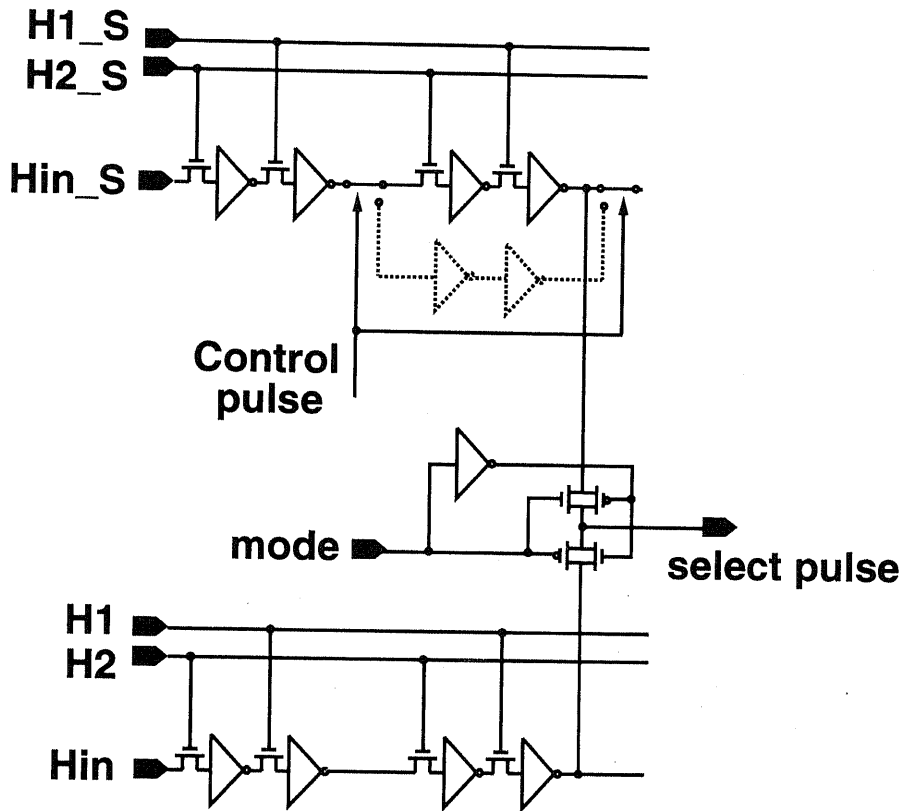 H1_S
H2_S
Hin_S
Control
pulse
mode
select pulse
H1
H2
Hin